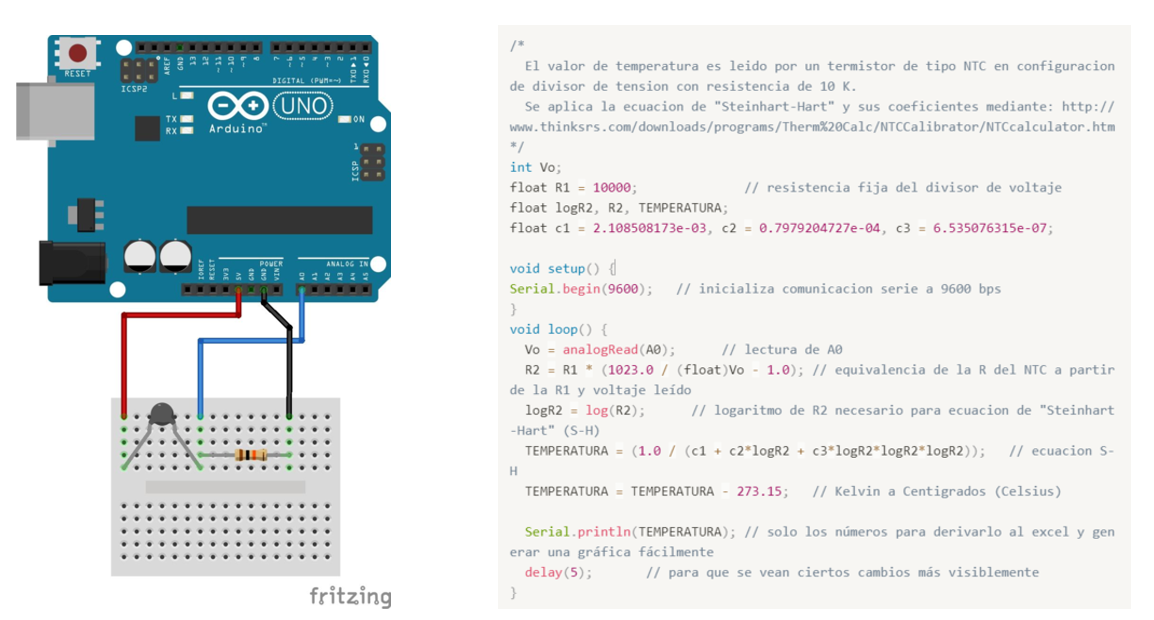 RESET
ICSP2
AREF
GND
13
12
~11
~10
~9
8
7
~6
~5
4
~3
2
TX0▶1
RX0◀0
DIGITAL (PWM=~)
L
TX
RX
UNO
Arduino™
ON
1
ICSP
IOREF
RESET
3V3
5V
GND
GND
VIN
POWER
ANALOG IN
A0
A1
A2
A3
A4
A5
fritzing
/*
El valor de temperatura es leido por un termistor de tipo NTC en configuracion
de divisor de tension con resistencia de 10 K.
Se aplica la ecuacion de "Steinhart-Hart" y sus coeficientes mediante: http://
www.thinksrs.com/downloads/programs/Therm%20Calc/NTCCalibrator/NTCcalculator.htm
*/
int Vo;
float R1 = 10000; // resistencia fija del divisor de voltaje
float logR2, R2, TEMPERATURA;
float c1 = 2.108508173e-03, c2 = 0.7979204727e-04, c3 = 6.535076315e-07;
void setup() {
Serial.begin(9600); // inicializa comunicacion serie a 9600 bps
}
void loop() {
Vo = analogRead(A0); // lectura de A0
R2 = R1 * (1023.0 / (float)Vo - 1.0); // equivalencia de la R del NTC a partir
de la R1 y voltaje leído
logR2 = log(R2); // logaritmo de R2 necesario para ecuacion de "Steinhart
-Hart" (S-H)
TEMPERATURA = (1.0 / (c1 + c2*logR2 + c3*logR2*logR2*logR2)); // ecuacion S-
H
TEMPERATURA = TEMPERATURA - 273.15; // Kelvin a Centigrados (Celsius)
Serial.println(TEMPERATURA); // solo los números para derivarlo al excel y gen
erar una gráfica fácilmente
delay(5); // para que se vean ciertos cambios más visiblemente
}